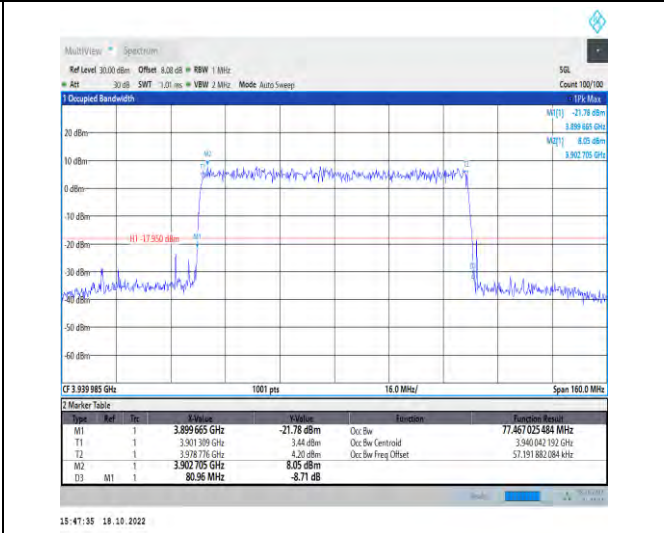 MultiView Spectrum
Ref Level 30.00 dBm Offset 8.00 dB RBW 1 MHz SGL
Att 30 dB SWT 1.01 ms VBW 2 MHz Mode Auto Sweep Count 100/100
1 Occupied Bandwidth 1Pk Max
M1[1] -21.78 dBm
3.899 665 GHz
M2[1] 8.05 dBm
3.902 705 GHz
20 dBm
M2
10 dBm
T1
0 dBm
-10 dBm
H1 -17.950 dBm
M1
-20 dBm
-30 dBm
-40 dBm
-50 dBm
-60 dBm
CF 3.939 985 GHz 1001 pts 16.0 MHz/ Span 160.0 MHz
2 Marker Table
Type Ref Trc X-Value Y-Value Function Function Result
M1 1 3.899 665 GHz -21.78 dBm Occ Bw 77.467 025 484 MHz
T1 1 3.901 309 GHz 3.44 dBm Occ Bw Centroid 3.940 042 192 GHz
T2 1 3.978 776 GHz 4.20 dBm Occ Bw Freq Offset 57.191 882 084 kHz
M2 1 3.902 705 GHz 8.05 dBm
D3 M1 1 80.96 MHz -8.71 dB
15:47:35 18.10.2022